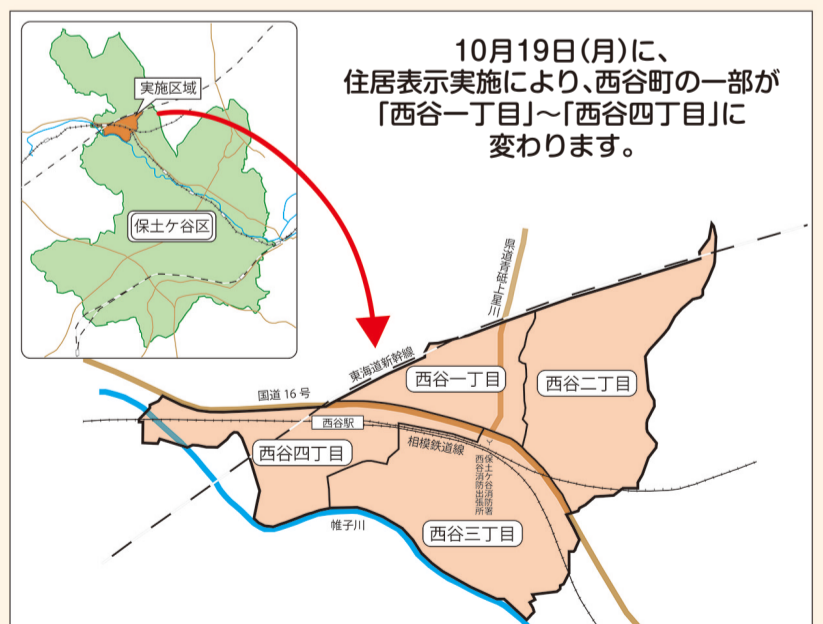 10月19日(月)に、
住居表示実施により、西谷町の一部が
「西谷一丁目」～「西谷四丁目」に
変わります。
実施区域
保土ケ谷区
県道青砥上星川
東海道新幹線
国道16号
西谷一丁目
西谷二丁目
西谷駅
相模鉄道線
西谷四丁目
保土ケ谷消防署
西谷消防出張所
帷子川
西谷三丁目